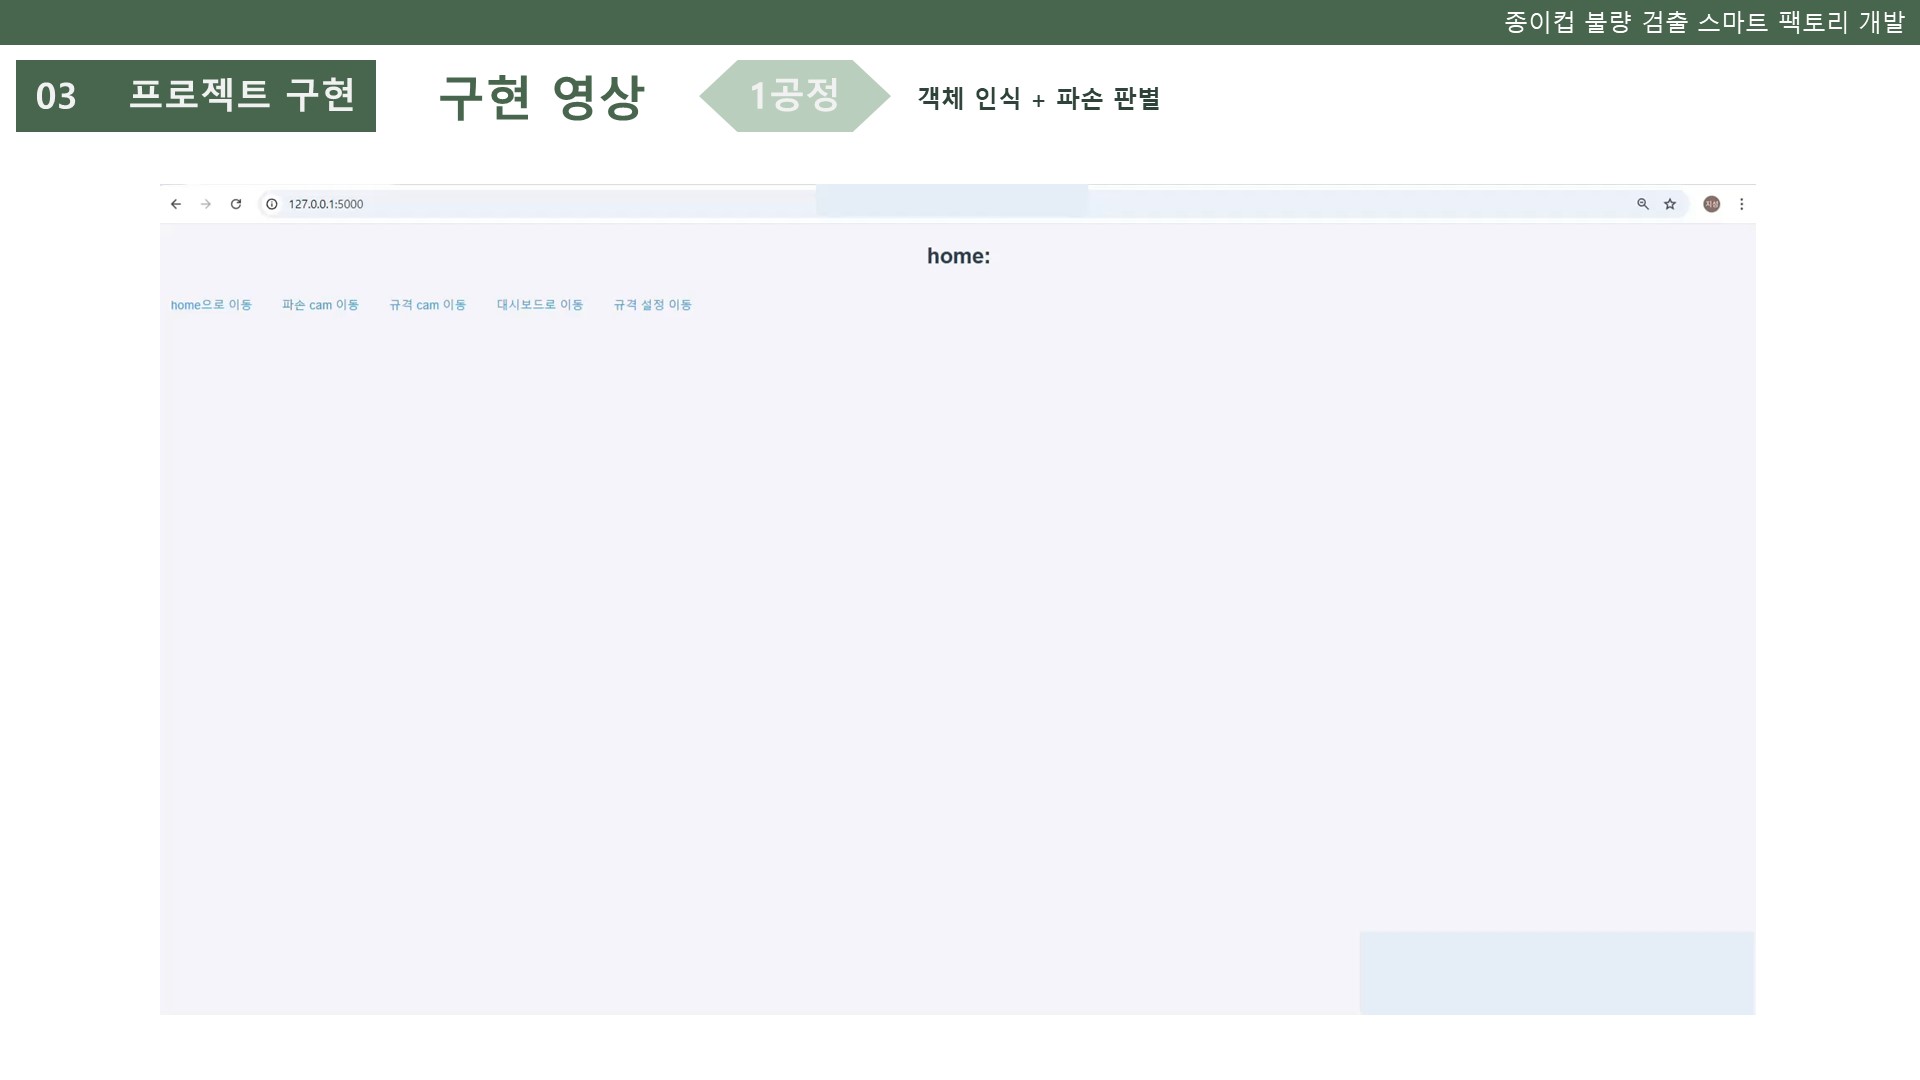 종이컵 불량 검출 스마트 팩토리 개발
03 프로젝트 구현
구현 영상
1공정
객체 인식 + 파손 판별
127.0.0.1:5000
지성
home:
home으로 이동 파손 cam 이동 규격 cam 이동 대시보드로 이동 규격 설정 이동